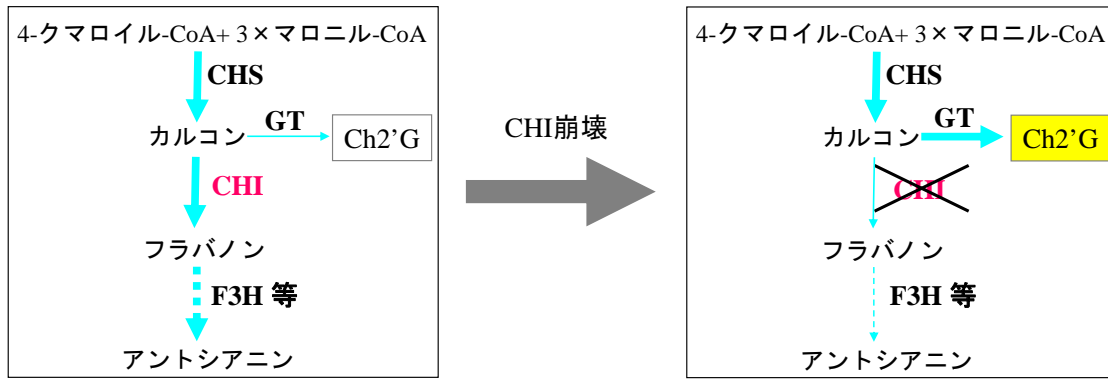 4-クマロイル-CoA+ 3×マロニル-CoA
CHS
カルコン
GT
Ch2’G
CHI
フラバノン
F3H 等
アントシアニン
CHI崩壊
4-クマロイル-CoA+ 3×マロニル-CoA
CHS
カルコン
GT
Ch2’G
CHI
フラバノン
F3H 等
アントシアニン